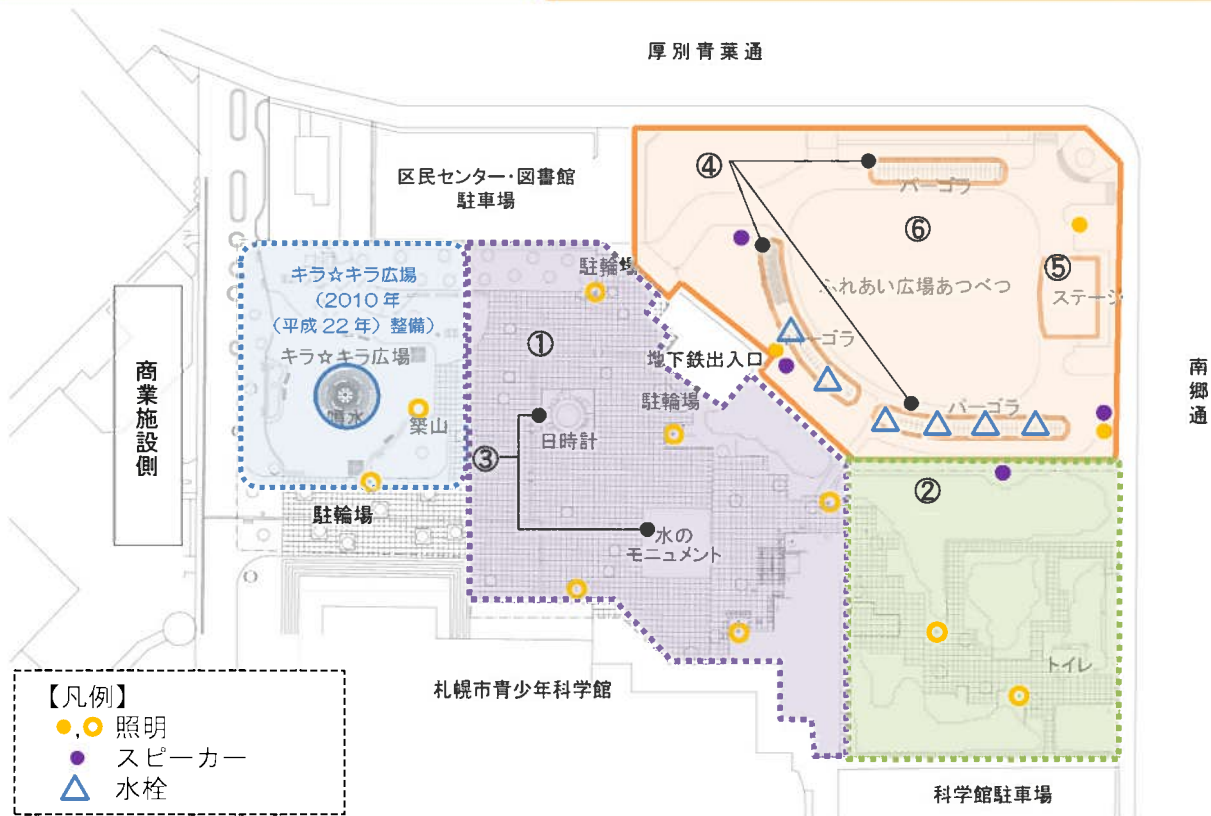 厚別青葉通
区民センター・図書館
駐車場
④
パーゴラ
⑥
⑤
ステージ
ふれあい広場あつべつ
キラ☆キラ広場
(2010年
(平成22年)整備)
キラ☆キラ広場
噴水
築山
駐輪場
①
地下鉄出入口
パーゴラ
駐輪場
パーゴラ
商業施設側
南郷通
日時計
③
②
駐輪場
水の
モニュメント
トイレ
札幌市青少年科学館
科学館駐車場
【凡例】
●,○ 照明
● スピーカー
△ 水栓